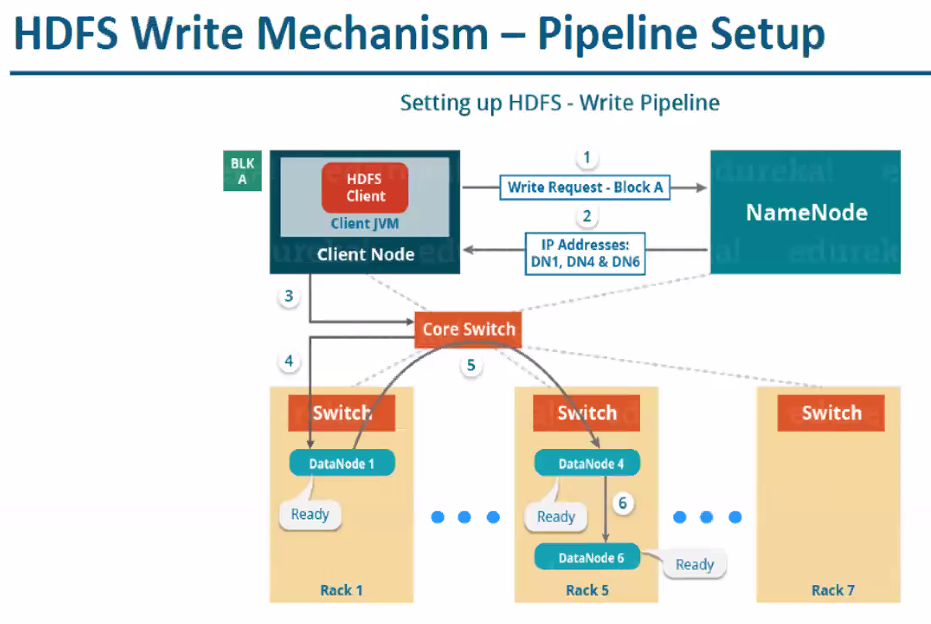 HDFS Write Mechanism – Pipeline Setup
Setting up HDFS - Write Pipeline
BLK
A
HDFS
Client
Client JVM
Client Node
1
Write Request - Block A
2
IP Addresses:
DN1, DN4 & DN6
NameNode
edureka!
3
Core Switch
4
5
Switch
Switch
Switch
DataNode 1
DataNode 4
Ready
Ready
6
DataNode 6
Ready
Rack 1
Rack 5
Rack 7